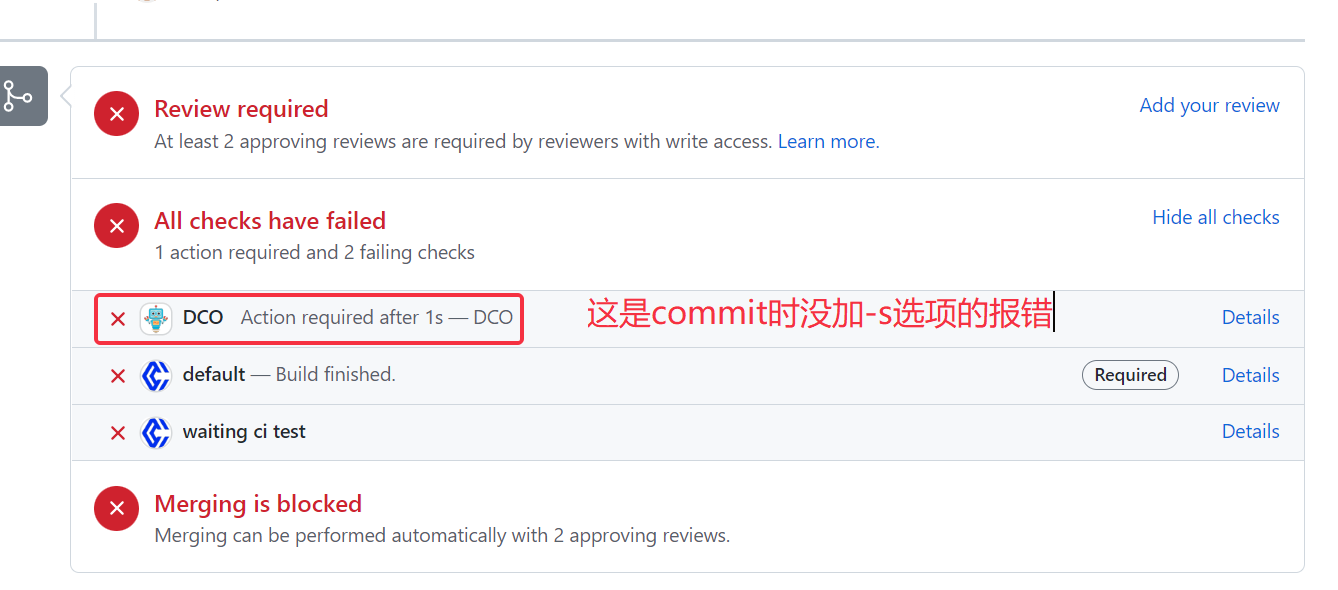 Review required
Add your review
At least 2 approving reviews are required by reviewers with write access. Learn more.
All checks have failed
Hide all checks
1 action required and 2 failing checks
DCO Action required after 1s — DCO
这是commit时没加-s选项的报错
Details
default — Build finished.
Required
Details
waiting ci test
Details
Merging is blocked
Merging can be performed automatically with 2 approving reviews.